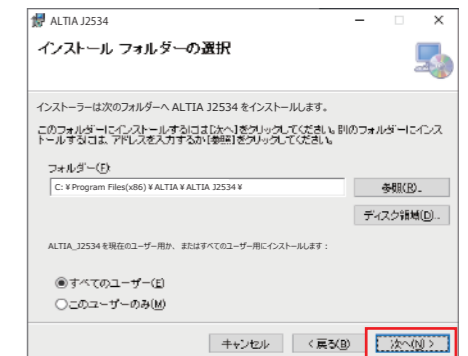 ALTIA J2534
インストール フォルダーの選択
インストーラーは次のフォルダーへ ALTIA J2534 をインストールします。
このフォルダーにインストールするには[次へ]をクリックしてください。別のフォルダーにインス
トールするには、アドレスを入力するか[参照]をクリックしてください。
フォルダー(F):
C: ¥ Program Files(x86) ¥ ALTIA ¥ ALTIA J2534 ¥
参照(R)...
ディスク領域(D)...
ALTIA_J2534 を現在のユーザー用か、またはすべてのユーザー用にインストールします :
すべてのユーザー(E)
このユーザーのみ(M)
キャンセル
< 戻る(B)
次へ(N) >